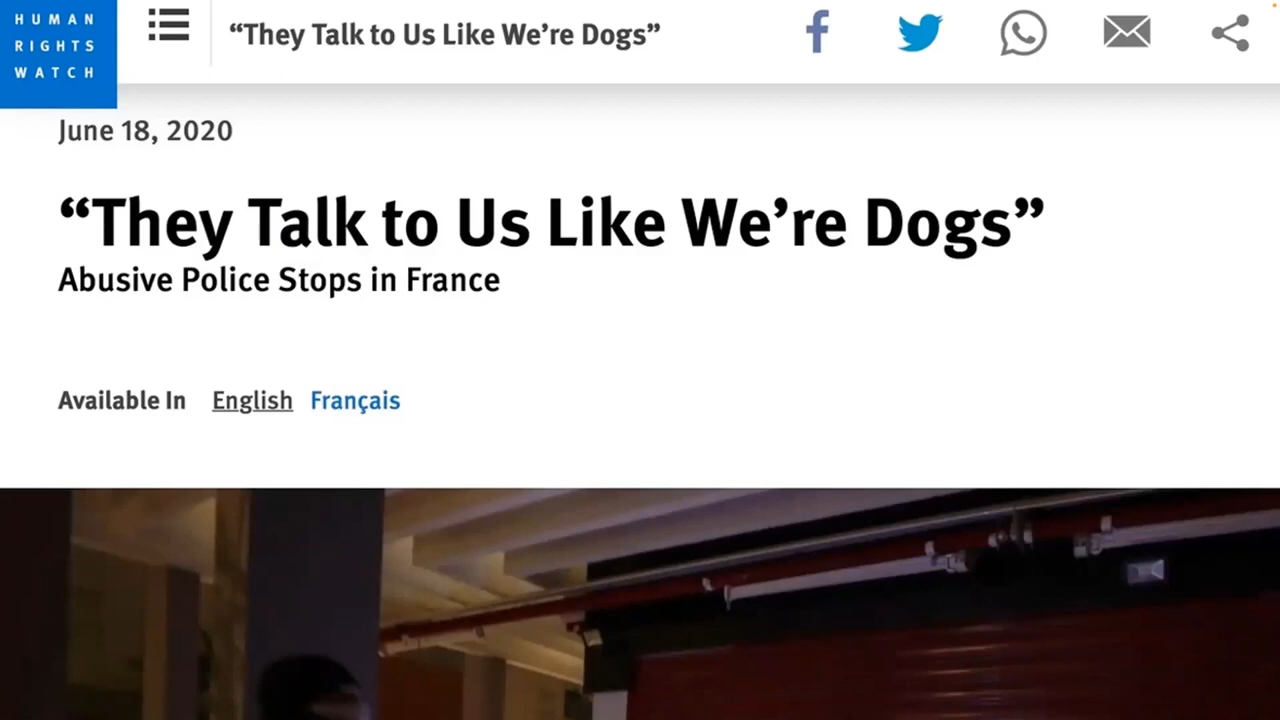 HUMAN
RIGHTS
WATCH
“They Talk to Us Like We’re Dogs”
June 18, 2020
“They Talk to Us Like We’re Dogs”
Abusive Police Stops in France
Available In English Français